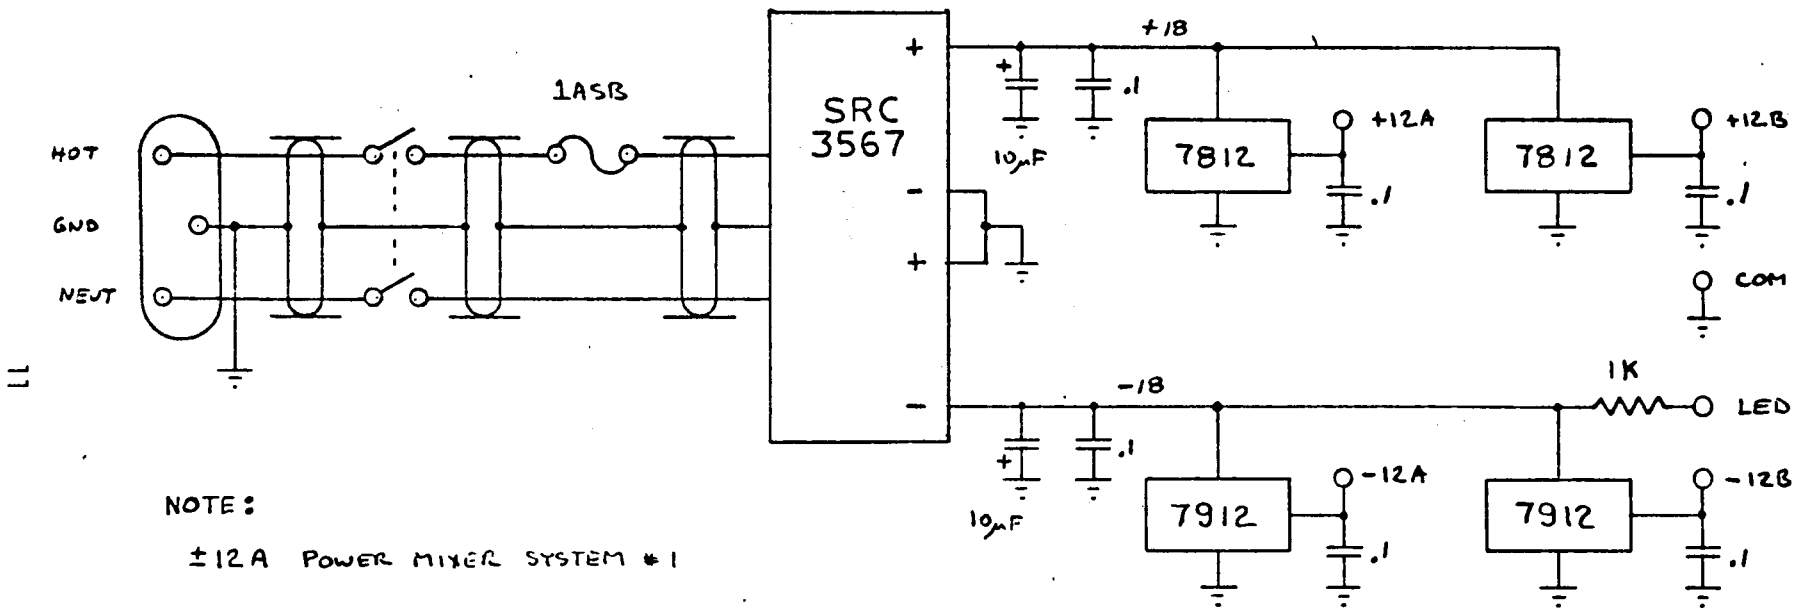 +18
1ASB
+
SRC
3567
+
.1
+12A
+12B
HOT
10µF
7812
7812
.1
.1
-
GND
+
COM
NEUT
11
1K
-18
-
LED
+
.1
-12A
-12B
NOTE:
10µF
7912
7912
±12A POWER MIXER SYSTEM #1
.1
.1